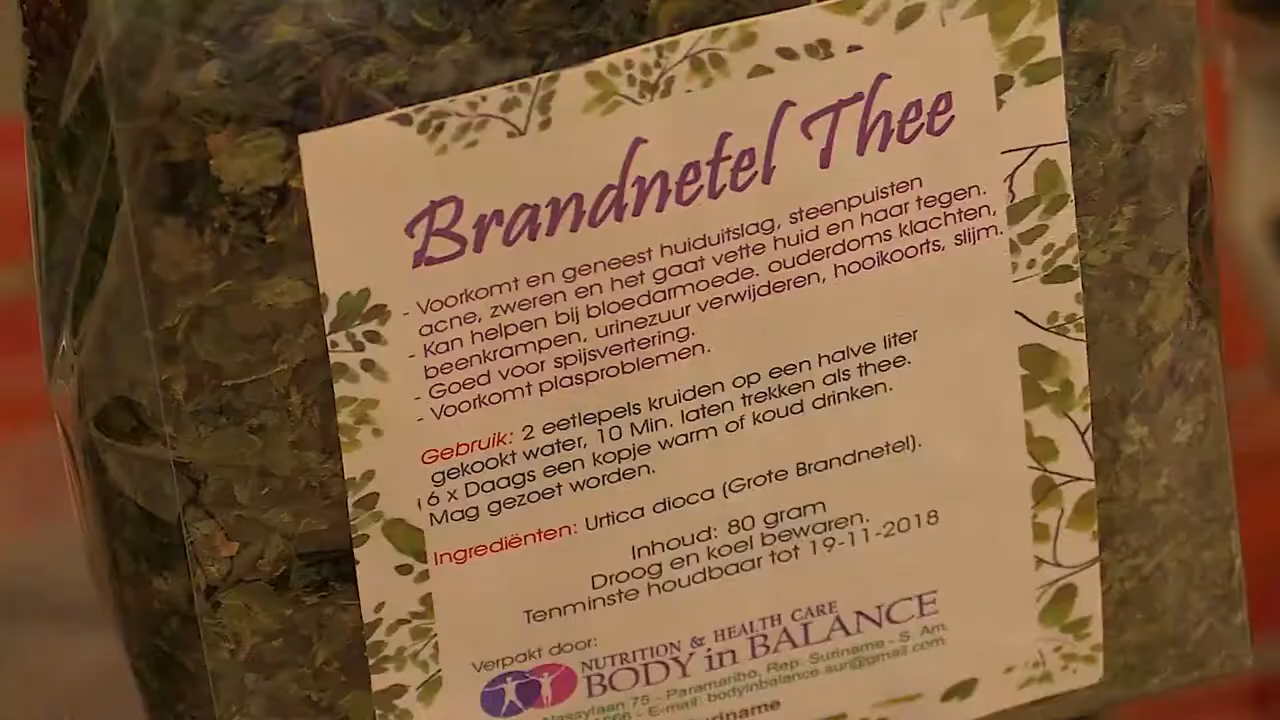 Brandnetel Thee
- Voorkomt en geneest huiduitslag, steenpuisten
acne, zweren en het gaat vette huid en haar tegen.
- Kan helpen bij bloedarmoede. ouderdoms klachten,
beenkrampen, urinezuur verwijderen, hooikoorts, slijm.
- Goed voor spijsvertering.
- Voorkomt plasproblemen.
Gebruik: 2 eetlepels kruiden op een halve liter
gekookt water, 10 Min. laten trekken als thee.
6 x Daags een kopje warm of koud drinken.
Mag gezoet worden.
Ingrediënten: Urtica dioca (Grote Brandnetel).
Inhoud: 80 gram
Droog en koel bewaren.
Tenminste houdbaar tot 19-11-2018
Verpakt door:
NUTRITION & HEALTH CARE
BODY in BALANCE
75 - Paramaribo, Rep. Suriname - S. Am.
- E-mail: bodyinbalance.sur@gmail.com